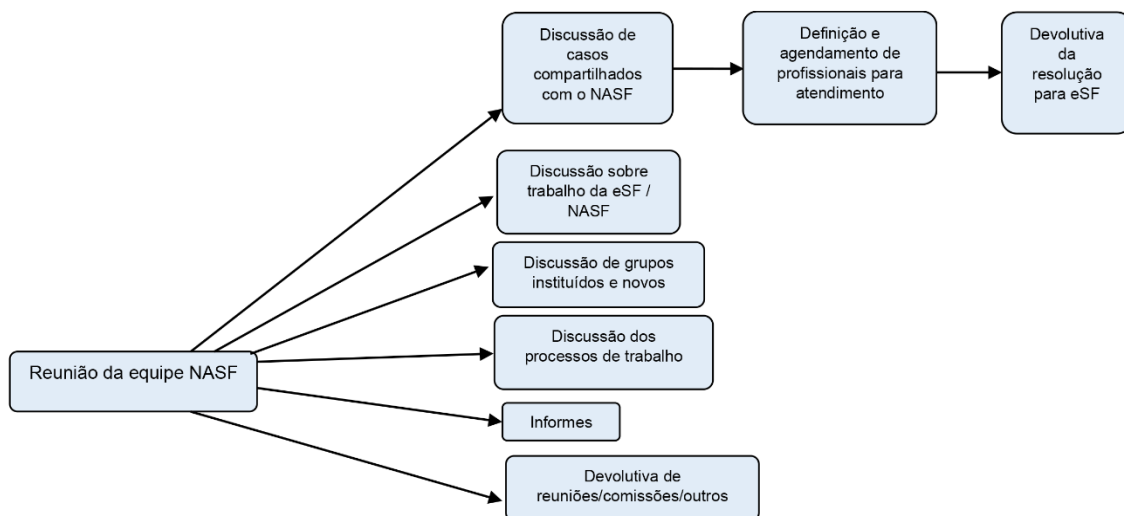 Discussão de
casos
compartilhados
com o NASF
Definição e
agendamento de
profissionais para
atendimento
Devolutiva
da
resolução
para eSF
Discussão sobre
trabalho da eSF /
NASF
Discussão de grupos
instituídos e novos
Discussão dos
processos de trabalho
Reunião da equipe NASF
Informes
Devolutiva de
reuniões/comissões/outros